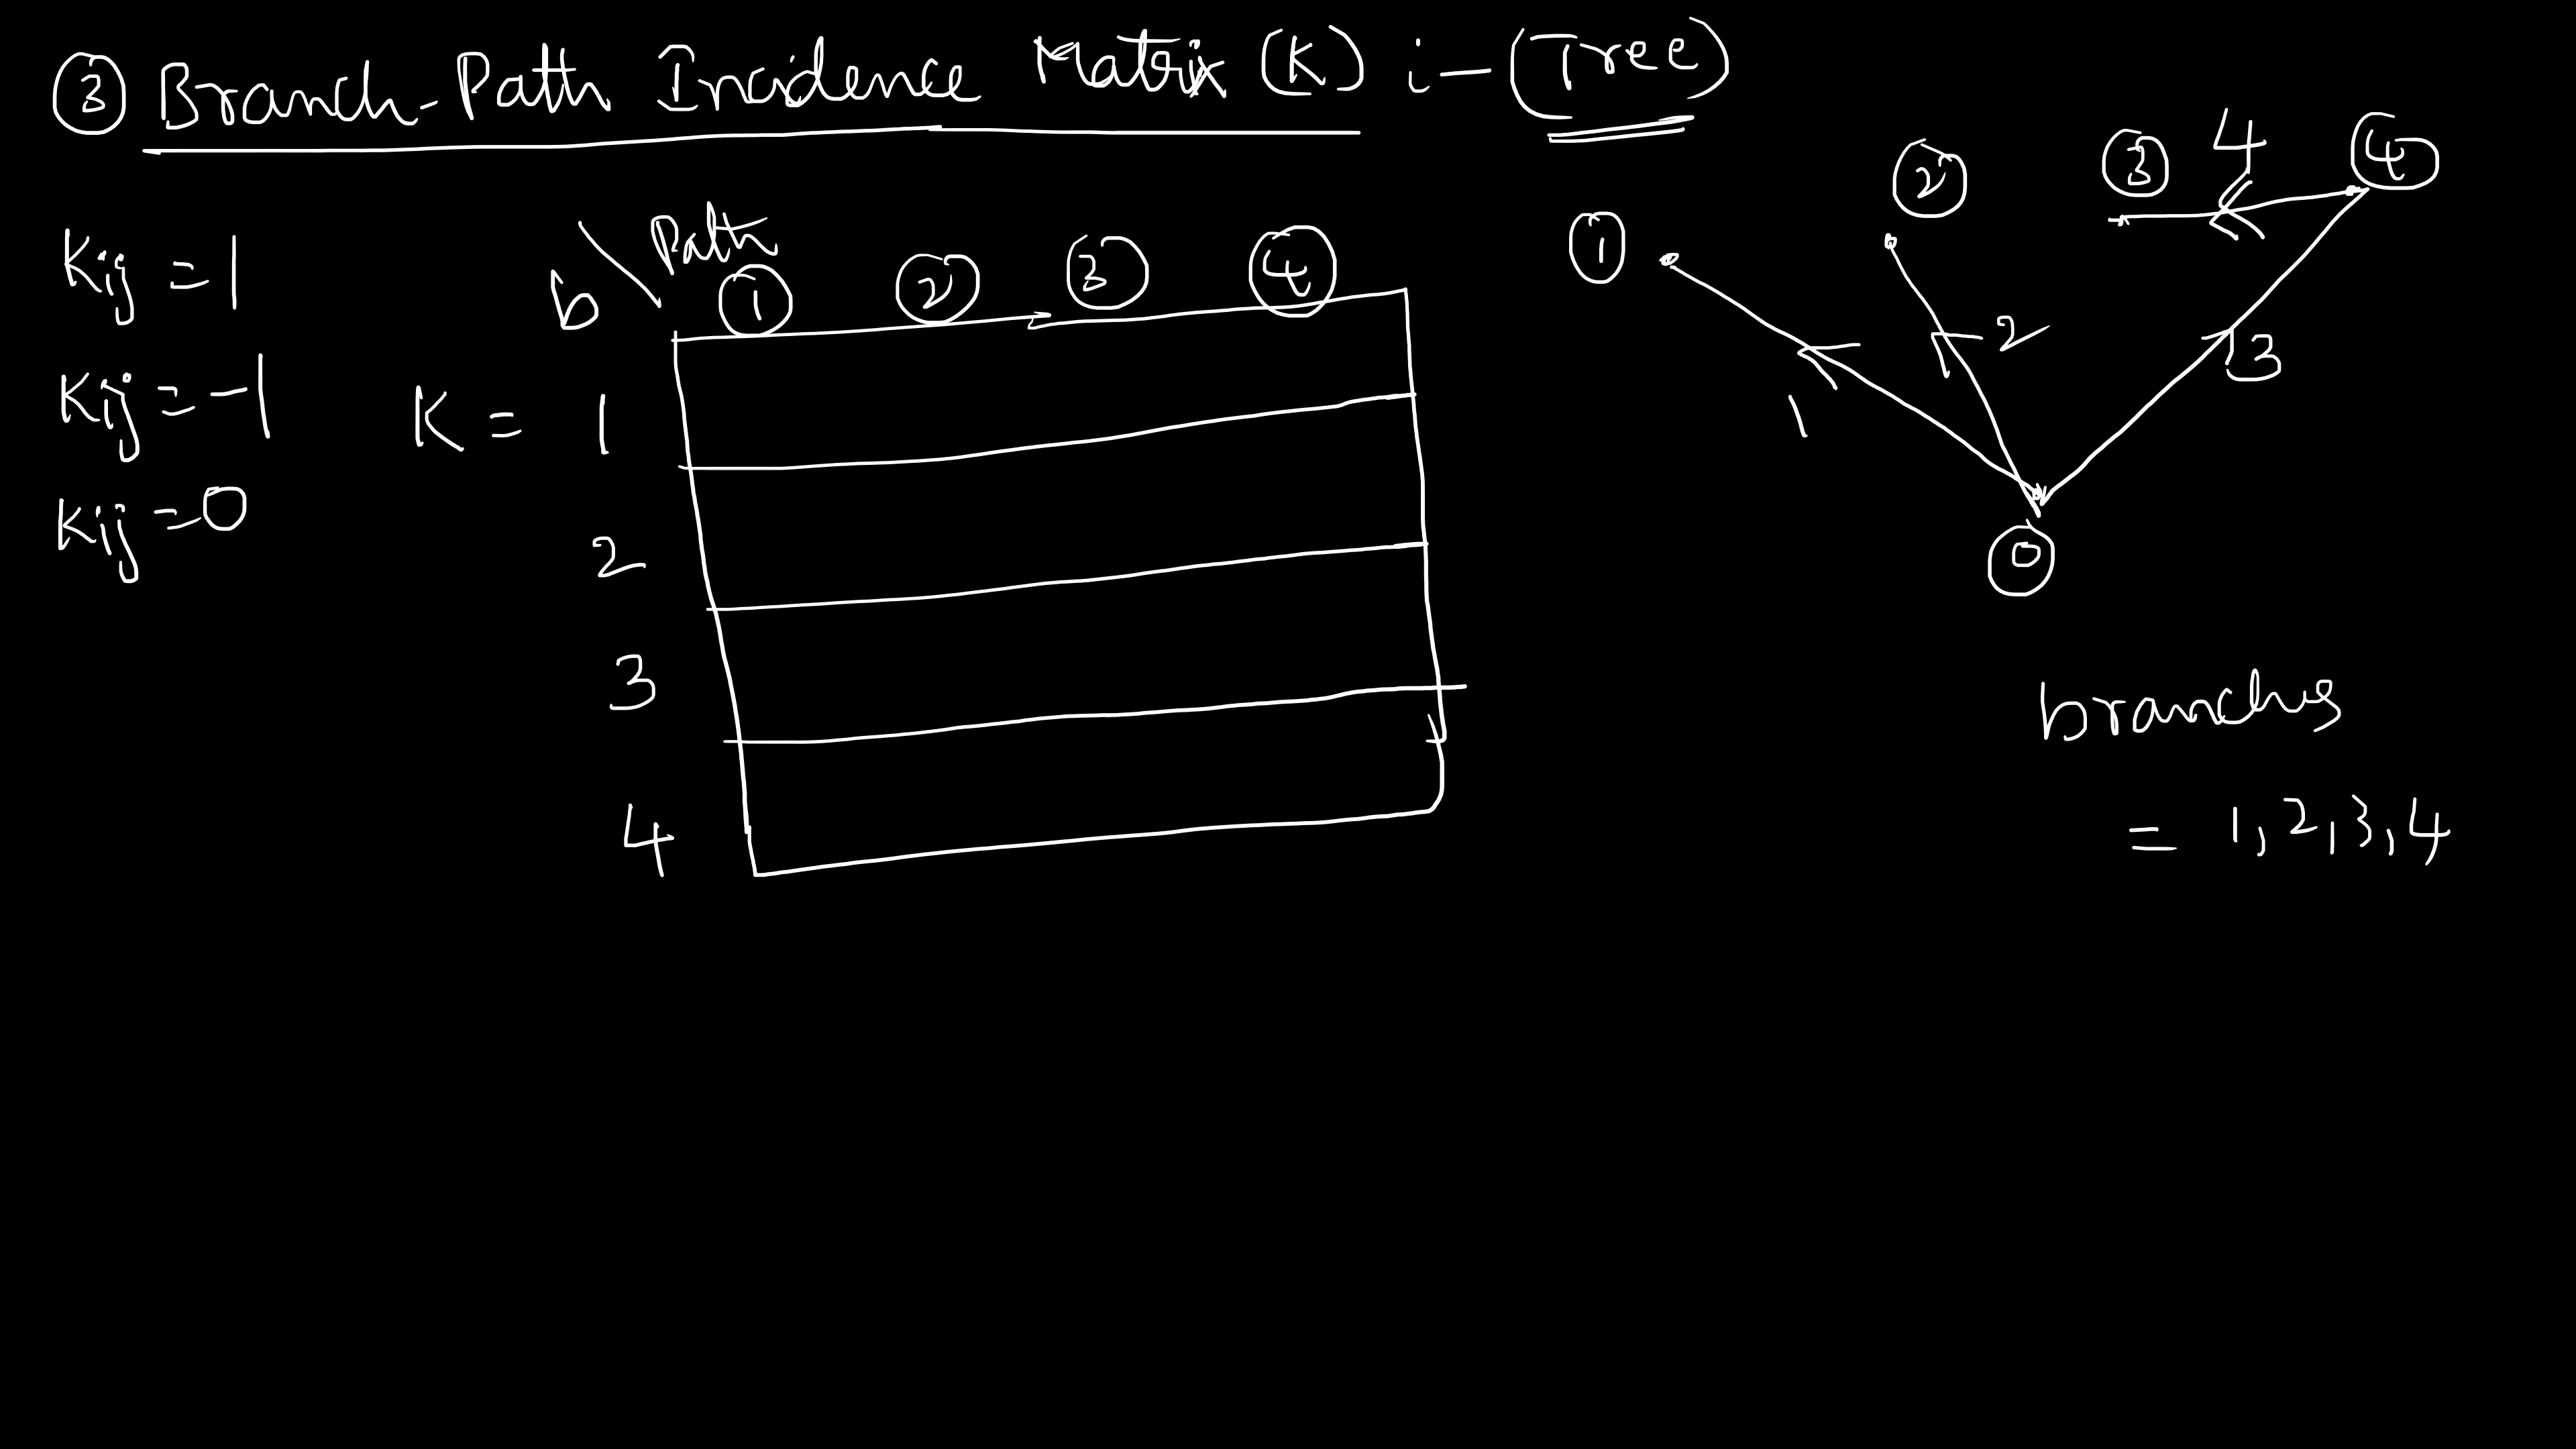 ③ Branch-Path Incidence Matrix (K) :- (Tree)
Kij = 1
Kij = -1
Kij = 0
b \ Path
① ② ③ ④
K = 1
2
3
4
① ② ③ 4 ④
1 2 3
⓪
branches
= 1, 2, 3, 4